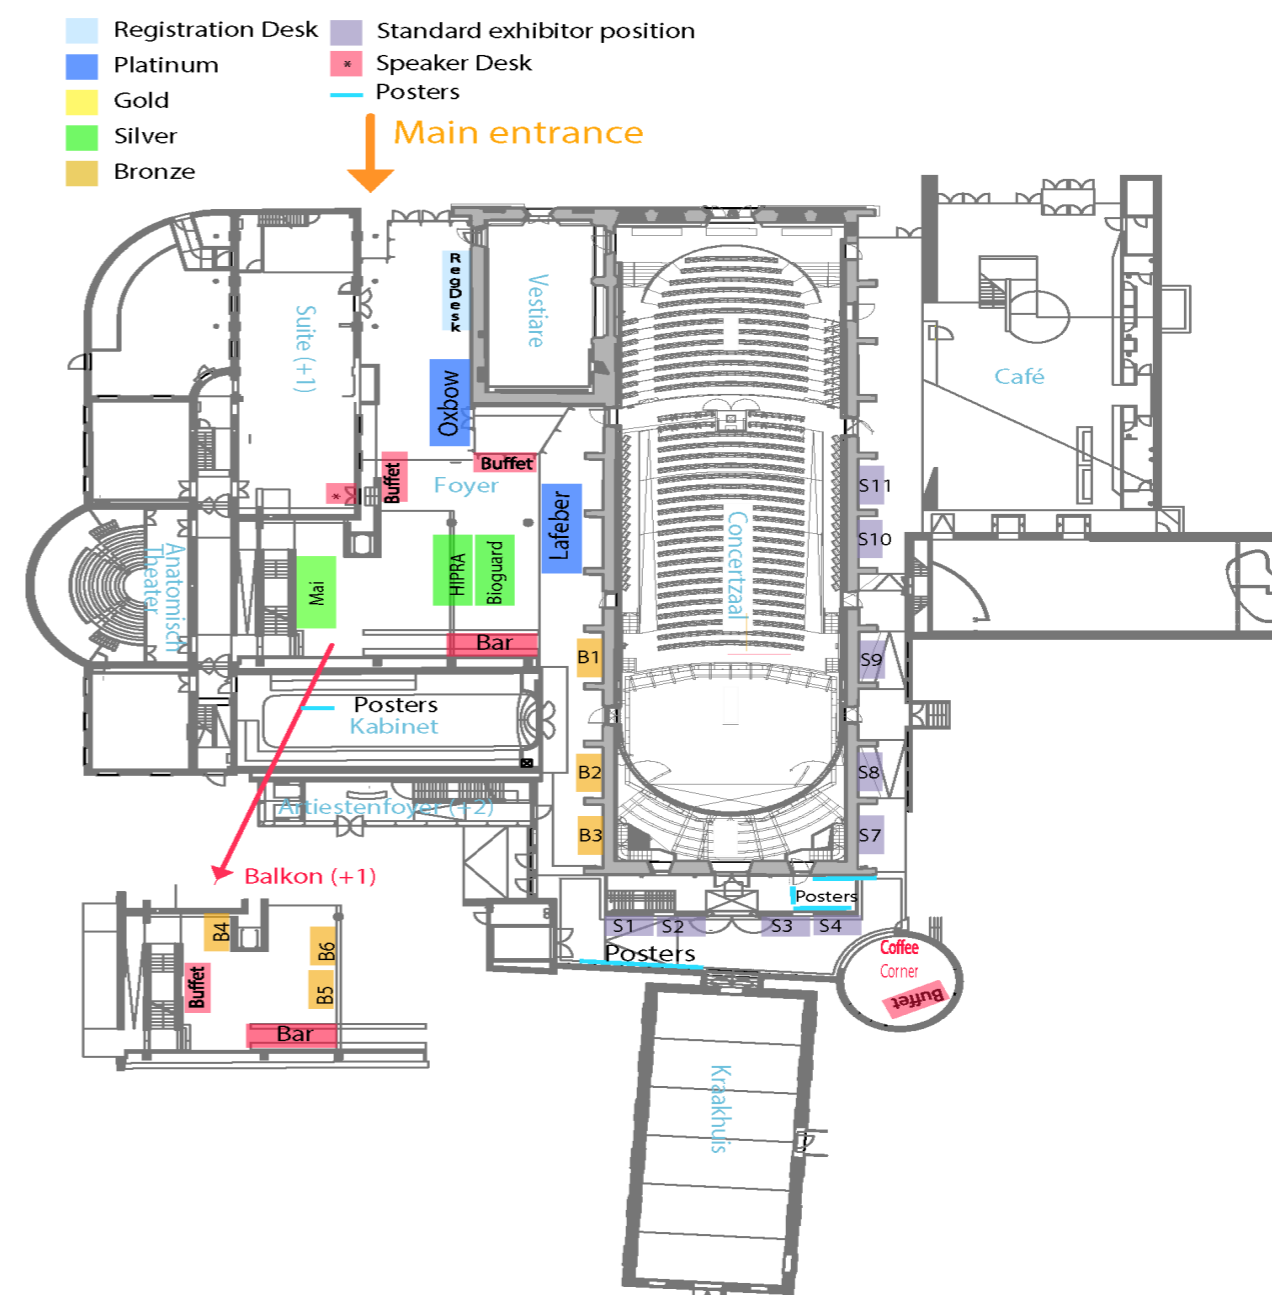 Registration Desk
Platinum
Gold
Silver
Bronze
Standard exhibitor position
* Speaker Desk
Posters
Main entrance
RegDesk
Vestiare
Suite (+1)
Oxbow
Café
Buffet
Buffet
*
Foyer
Lafeber
S11
S10
Concertzaal
Anatomisch
Theater
Mai
HIPRA
Bioguard
Bar
B1
S9
Posters
Kabinet
B2
S8
Artiestenfoyer (+2)
B3
S7
Balkon (+1)
Posters
S1
S2
S3
S4
Posters
Coffee
Corner
Buffet
B4
B6
B5
Buffet
Bar
Kraakhuis